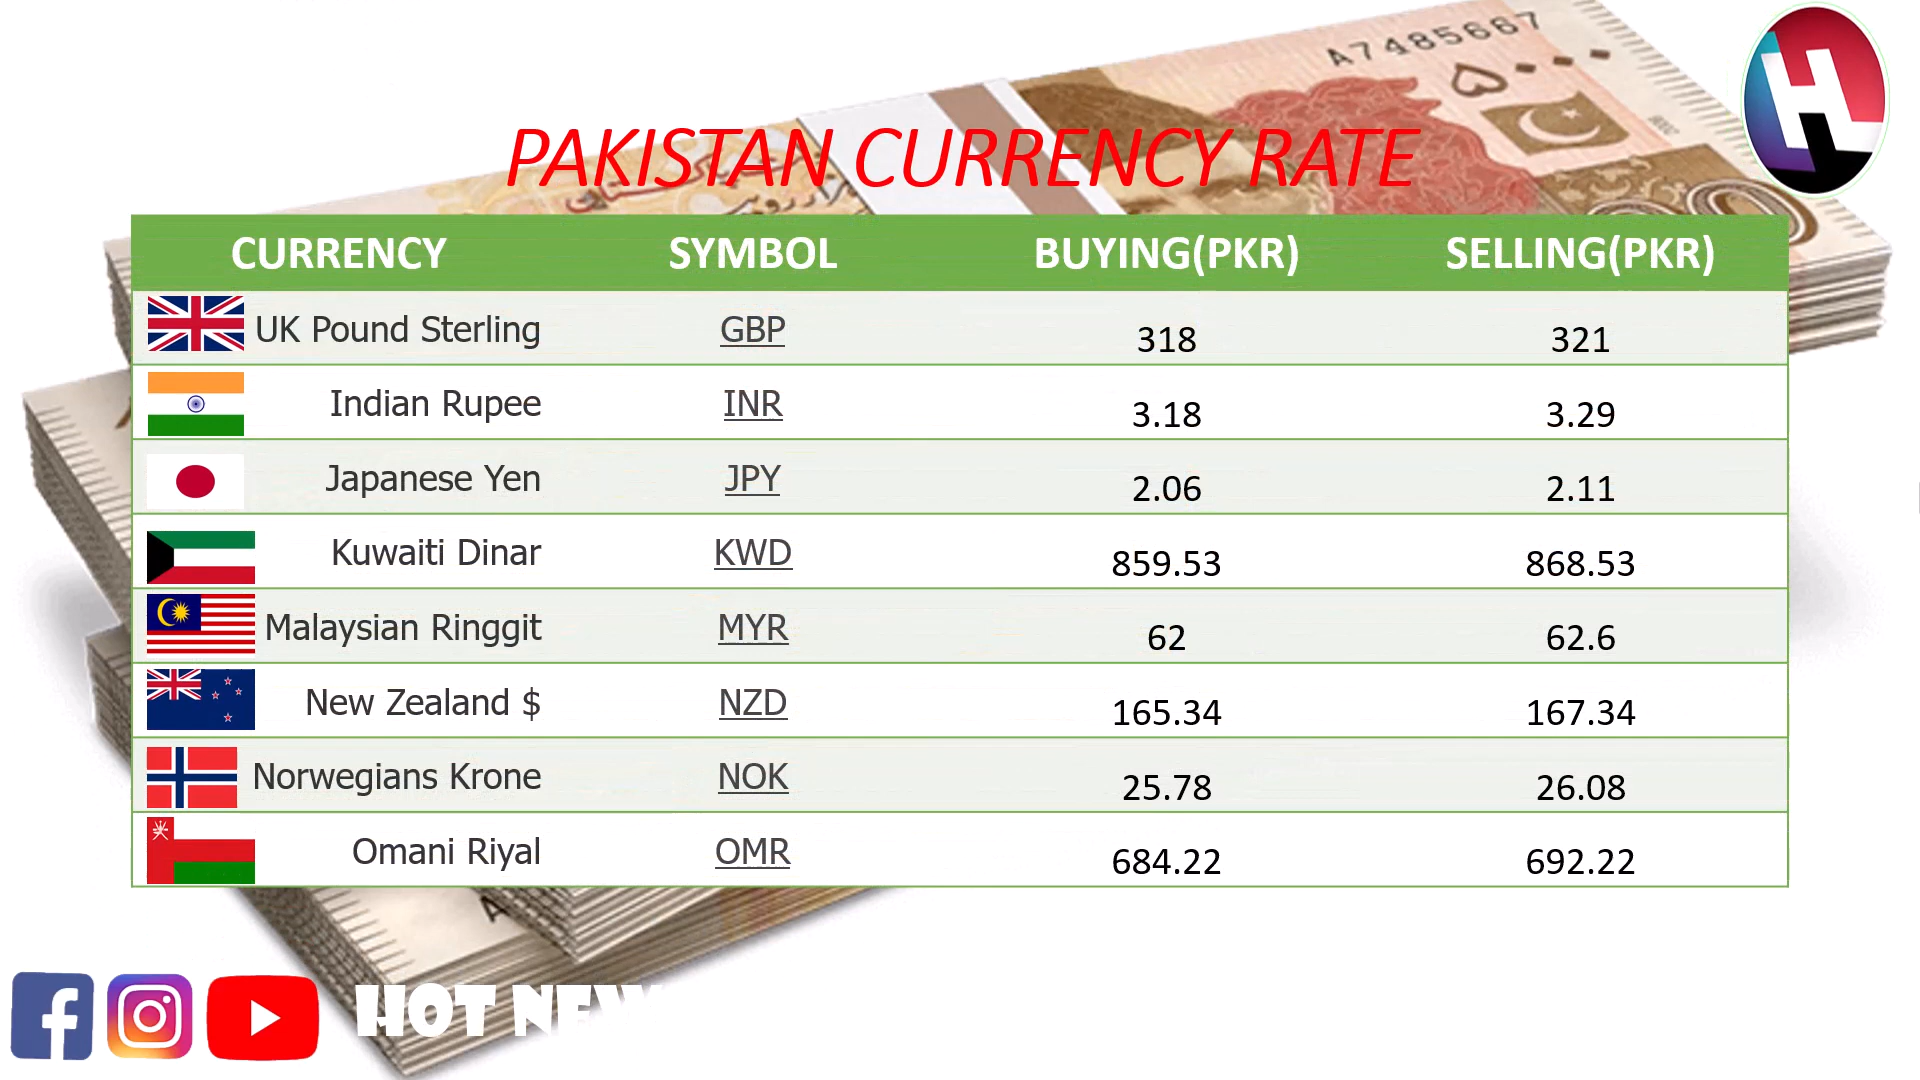 A7485667
۵۰۰۰
PAKISTAN CURRENCY RATE
CURRENCY SYMBOL BUYING(PKR) SELLING(PKR)
UK Pound Sterling GBP 318 321
Indian Rupee INR 3.18 3.29
Japanese Yen JPY 2.06 2.11
Kuwaiti Dinar KWD 859.53 868.53
Malaysian Ringgit MYR 62 62.6
New Zealand $ NZD 165.34 167.34
Norwegians Krone NOK 25.78 26.08
Omani Riyal OMR 684.22 692.22
HOT NEW